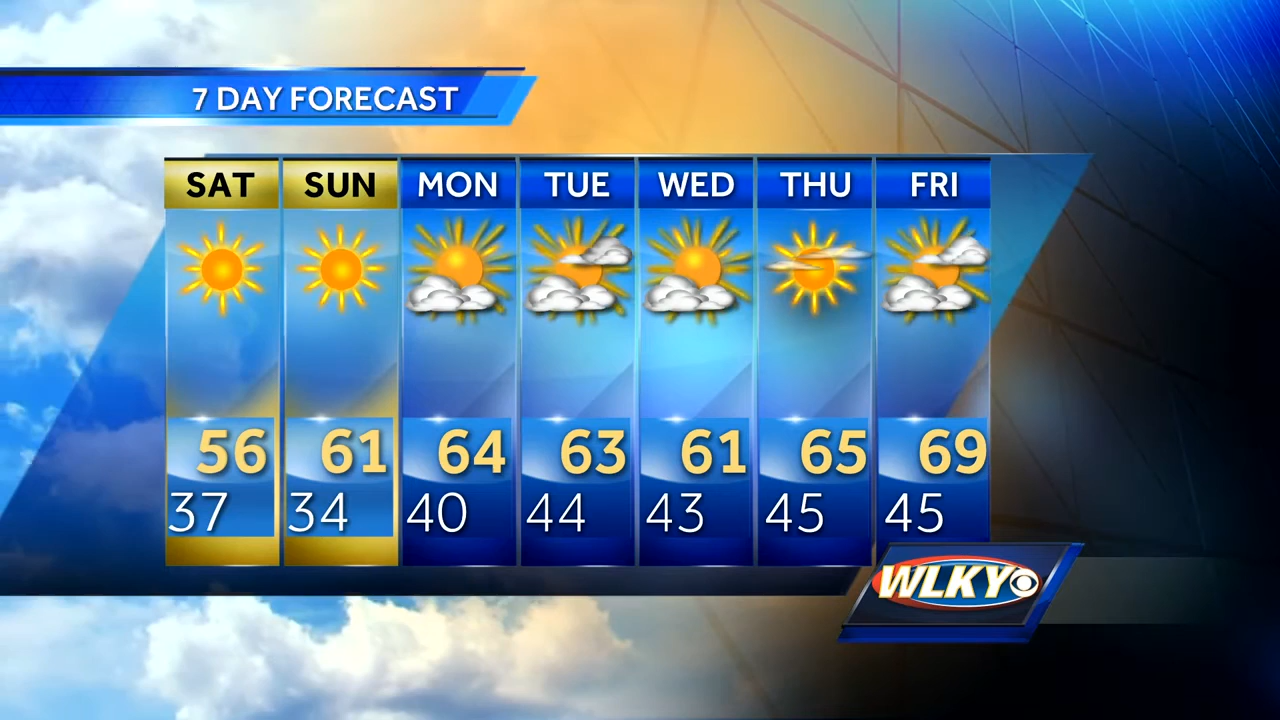 7 DAY FORECAST
SAT SUN MON TUE WED THU FRI
56 61 64 63 61 65 69
37 34 40 44 43 45 45
WLKY